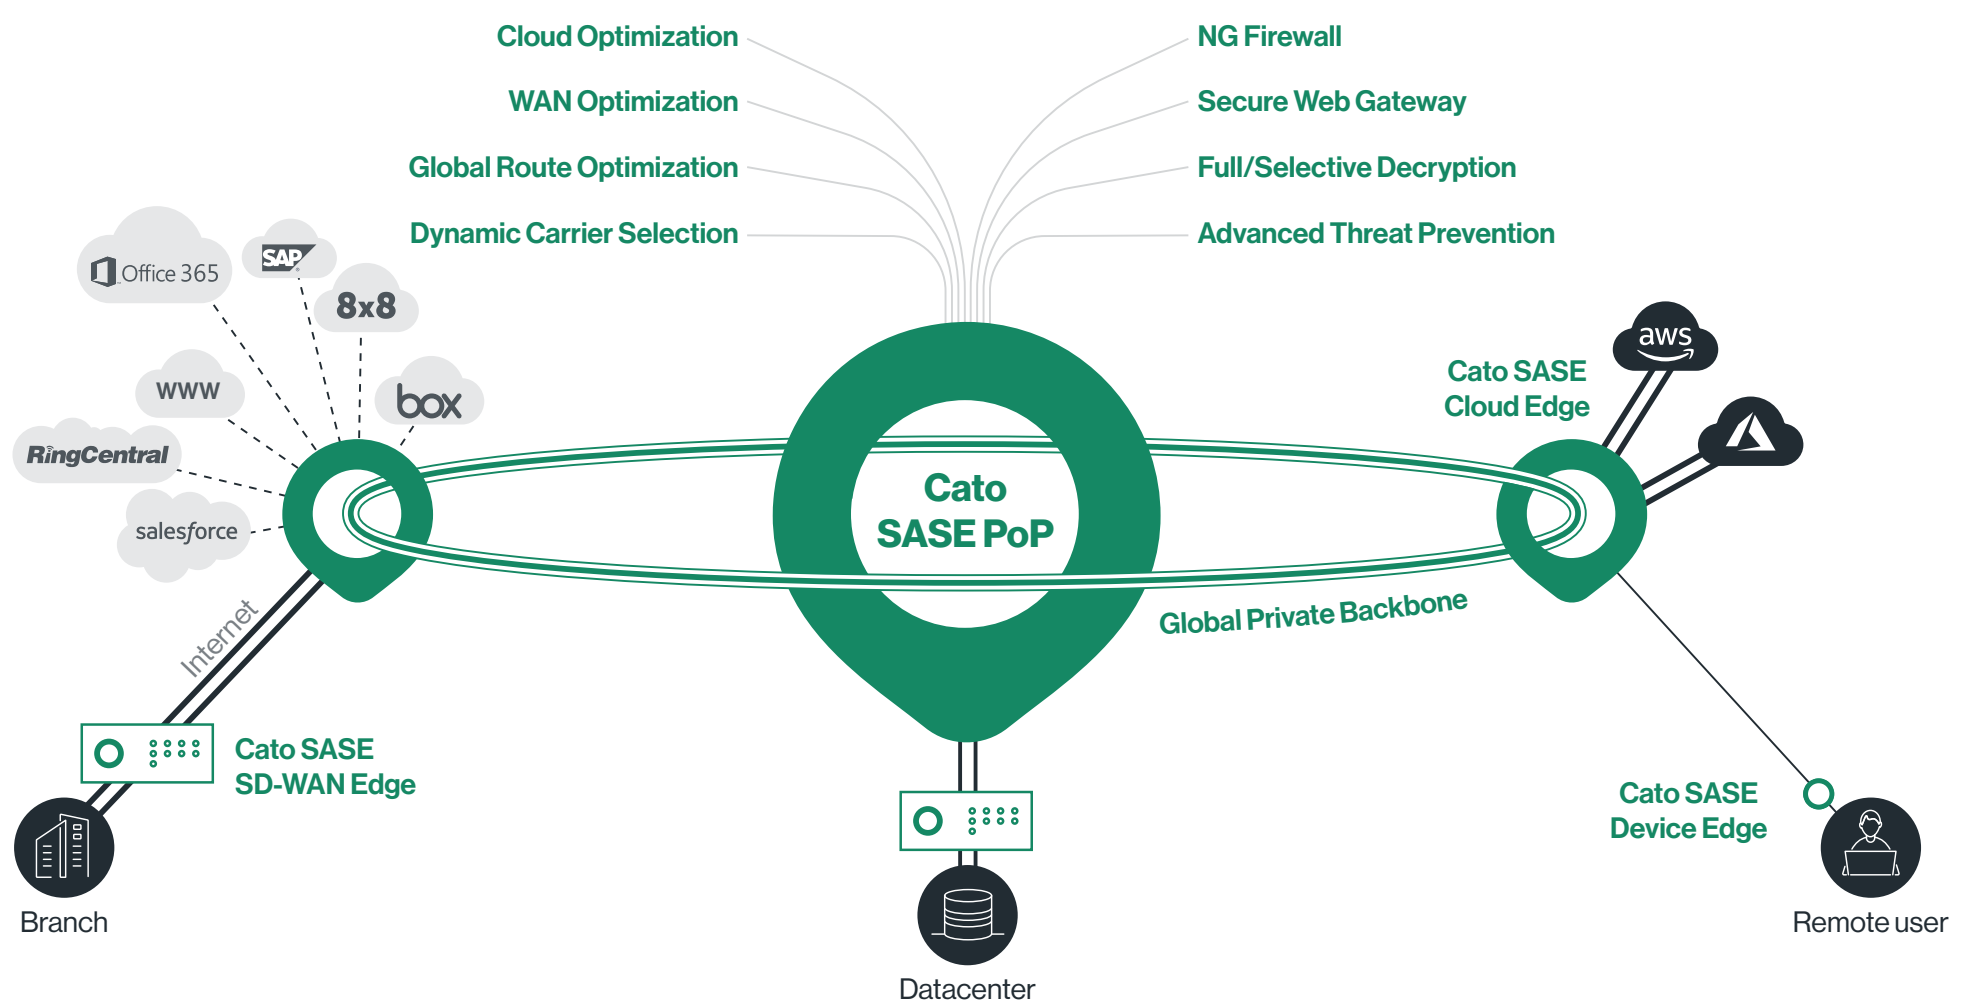 Cloud Optimization
WAN Optimization
Global Route Optimization
Dynamic Carrier Selection
NG Firewall
Secure Web Gateway
Full/Selective Decryption
Advanced Threat Prevention
Office 365
SAP
8x8
www
box
RingCentral
salesforce
Cato
SASE PoP
Cato SASE
Cloud Edge
aws
Global Private Backbone
Internet
Cato SASE
SD-WAN Edge
Cato SASE
Device Edge
Branch
Datacenter
Remote user